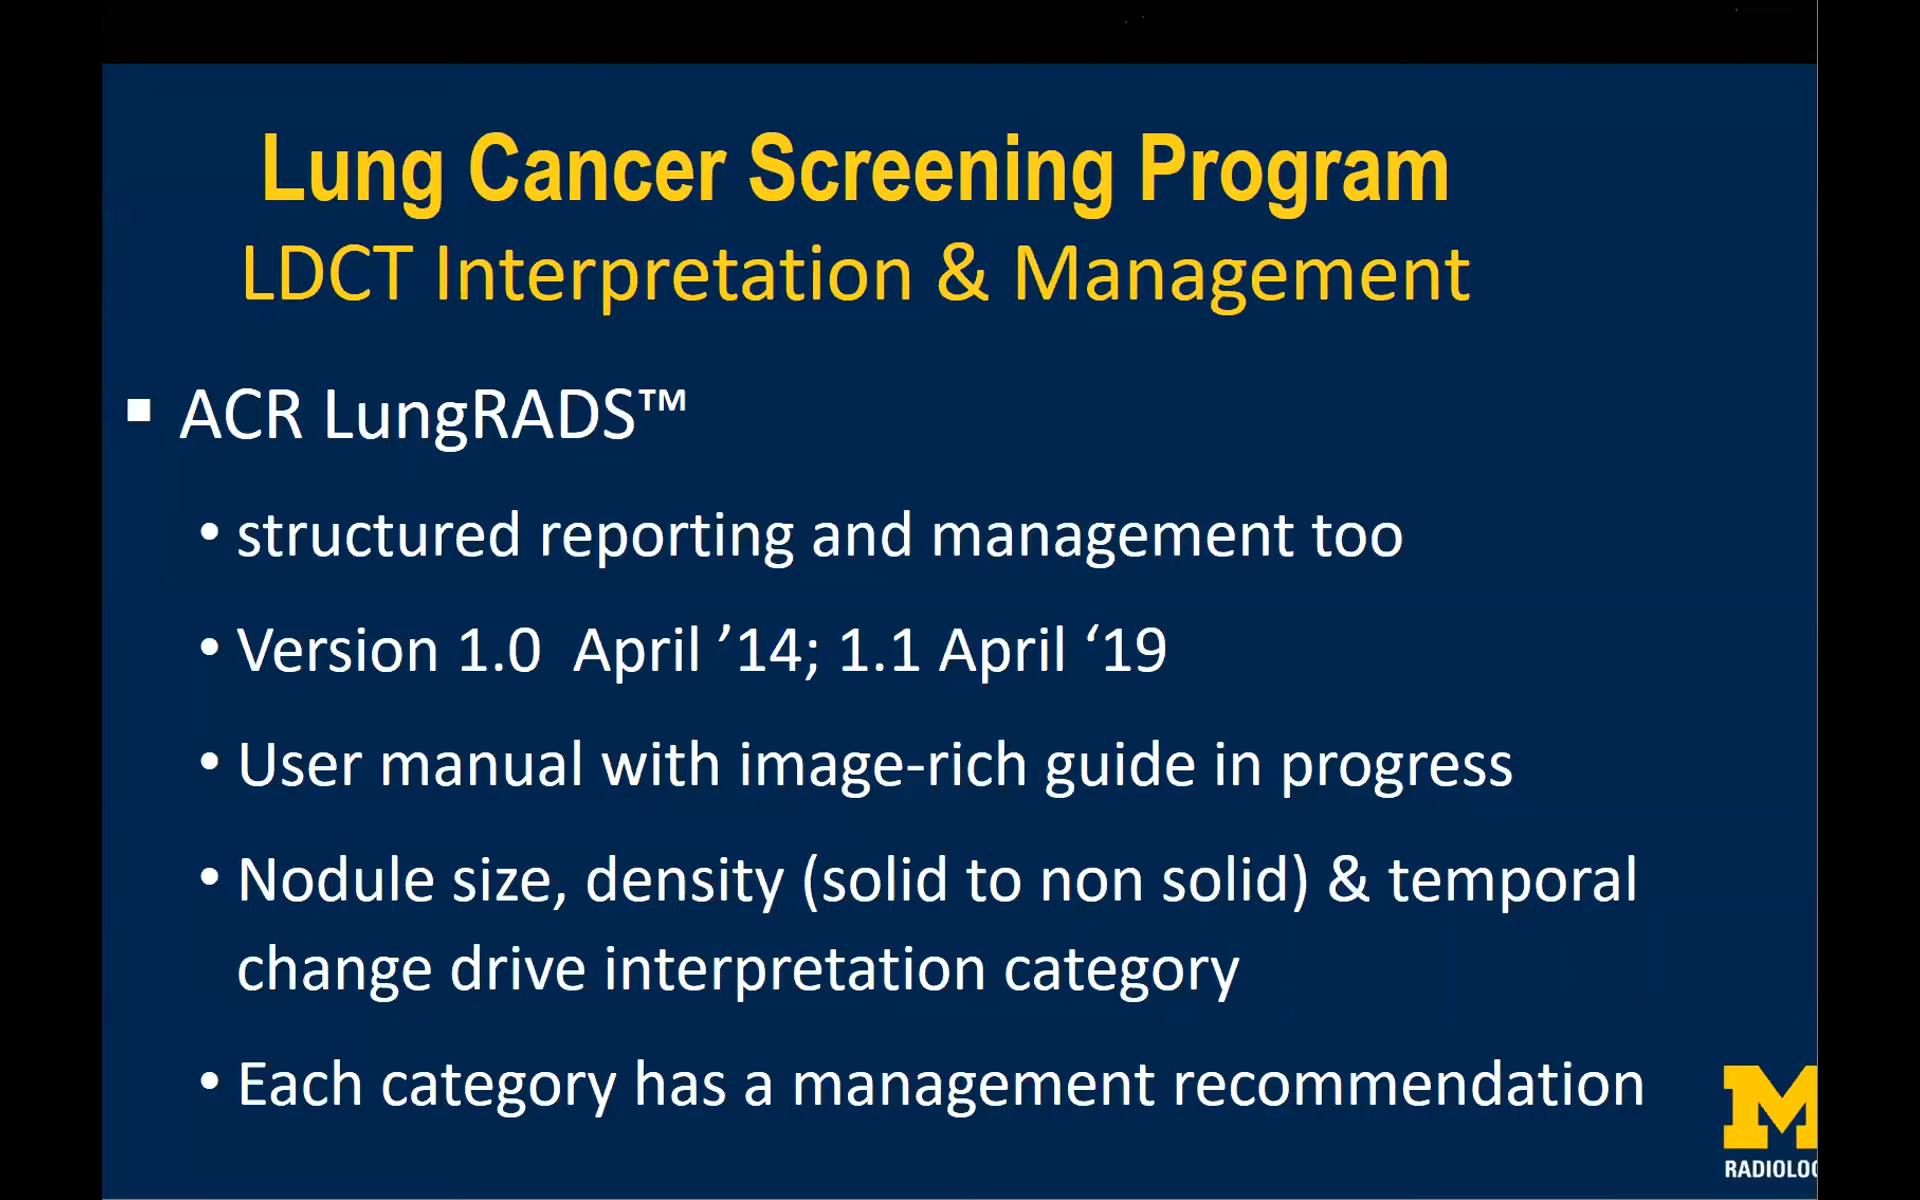 Lung Cancer Screening Program
LDCT Interpretation & Management
▪ ACR LungRADS™
• structured reporting and management too
• Version 1.0  April ’14; 1.1 April ‘19
• User manual with image-rich guide in progress
• Nodule size, density (solid to non solid) & temporal
change drive interpretation category
• Each category has a management recommendation
M
RADIOLO